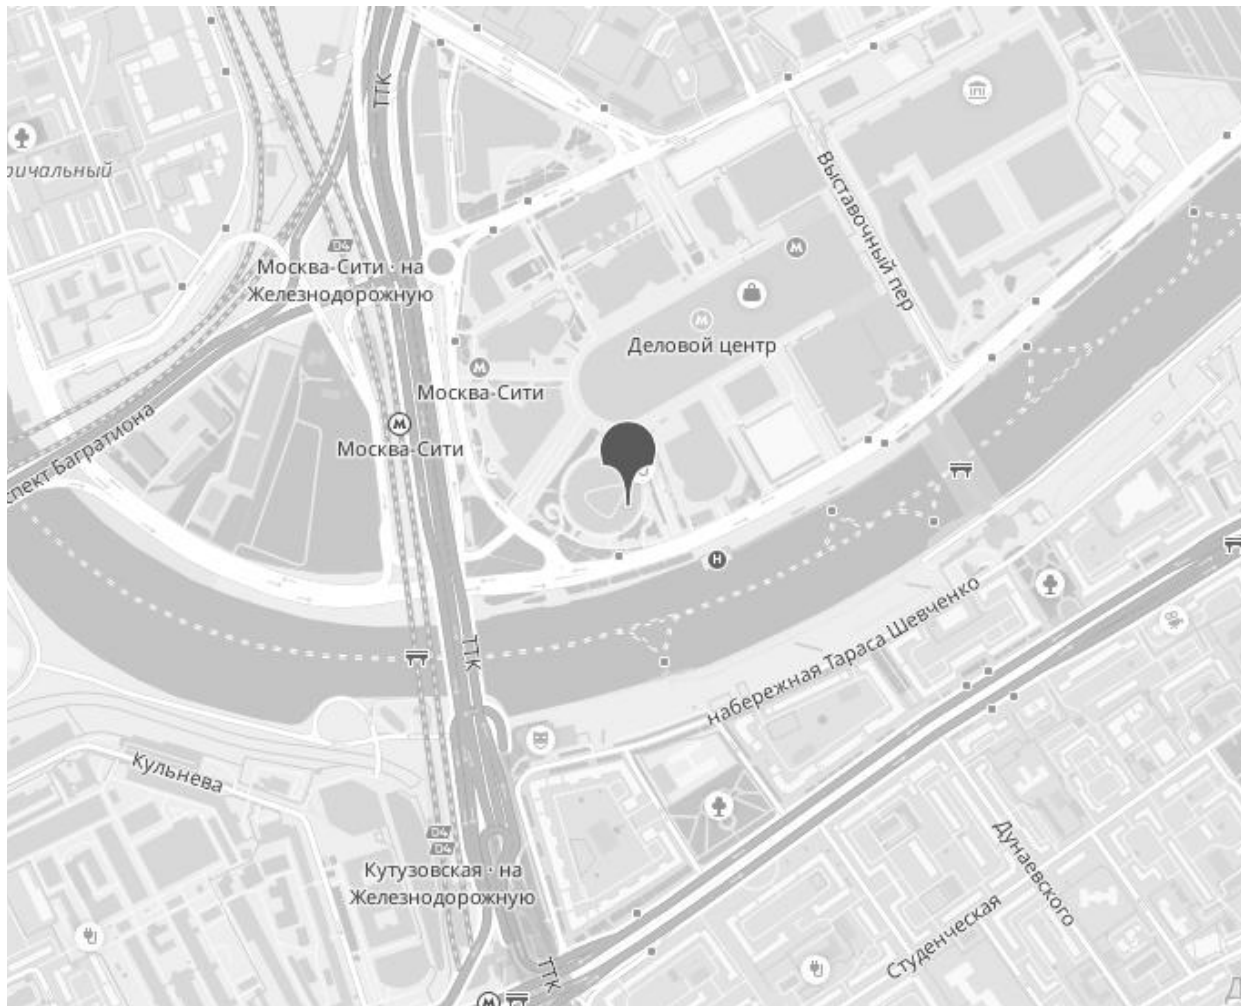 ТТК
ричальный
Выставочный пер
D4
Москва-Сити · на
Железнодорожную
М
М
Деловой центр
М
Москва-Сити
М
Москва-Сити
спект Багратиона
Н
набережная Тараса Шевченко
ТТК
Кульнева
D4
D4
Кутузовская · на
Железнодорожную
Дунаевского
Студенческая
ТТК
М
Д